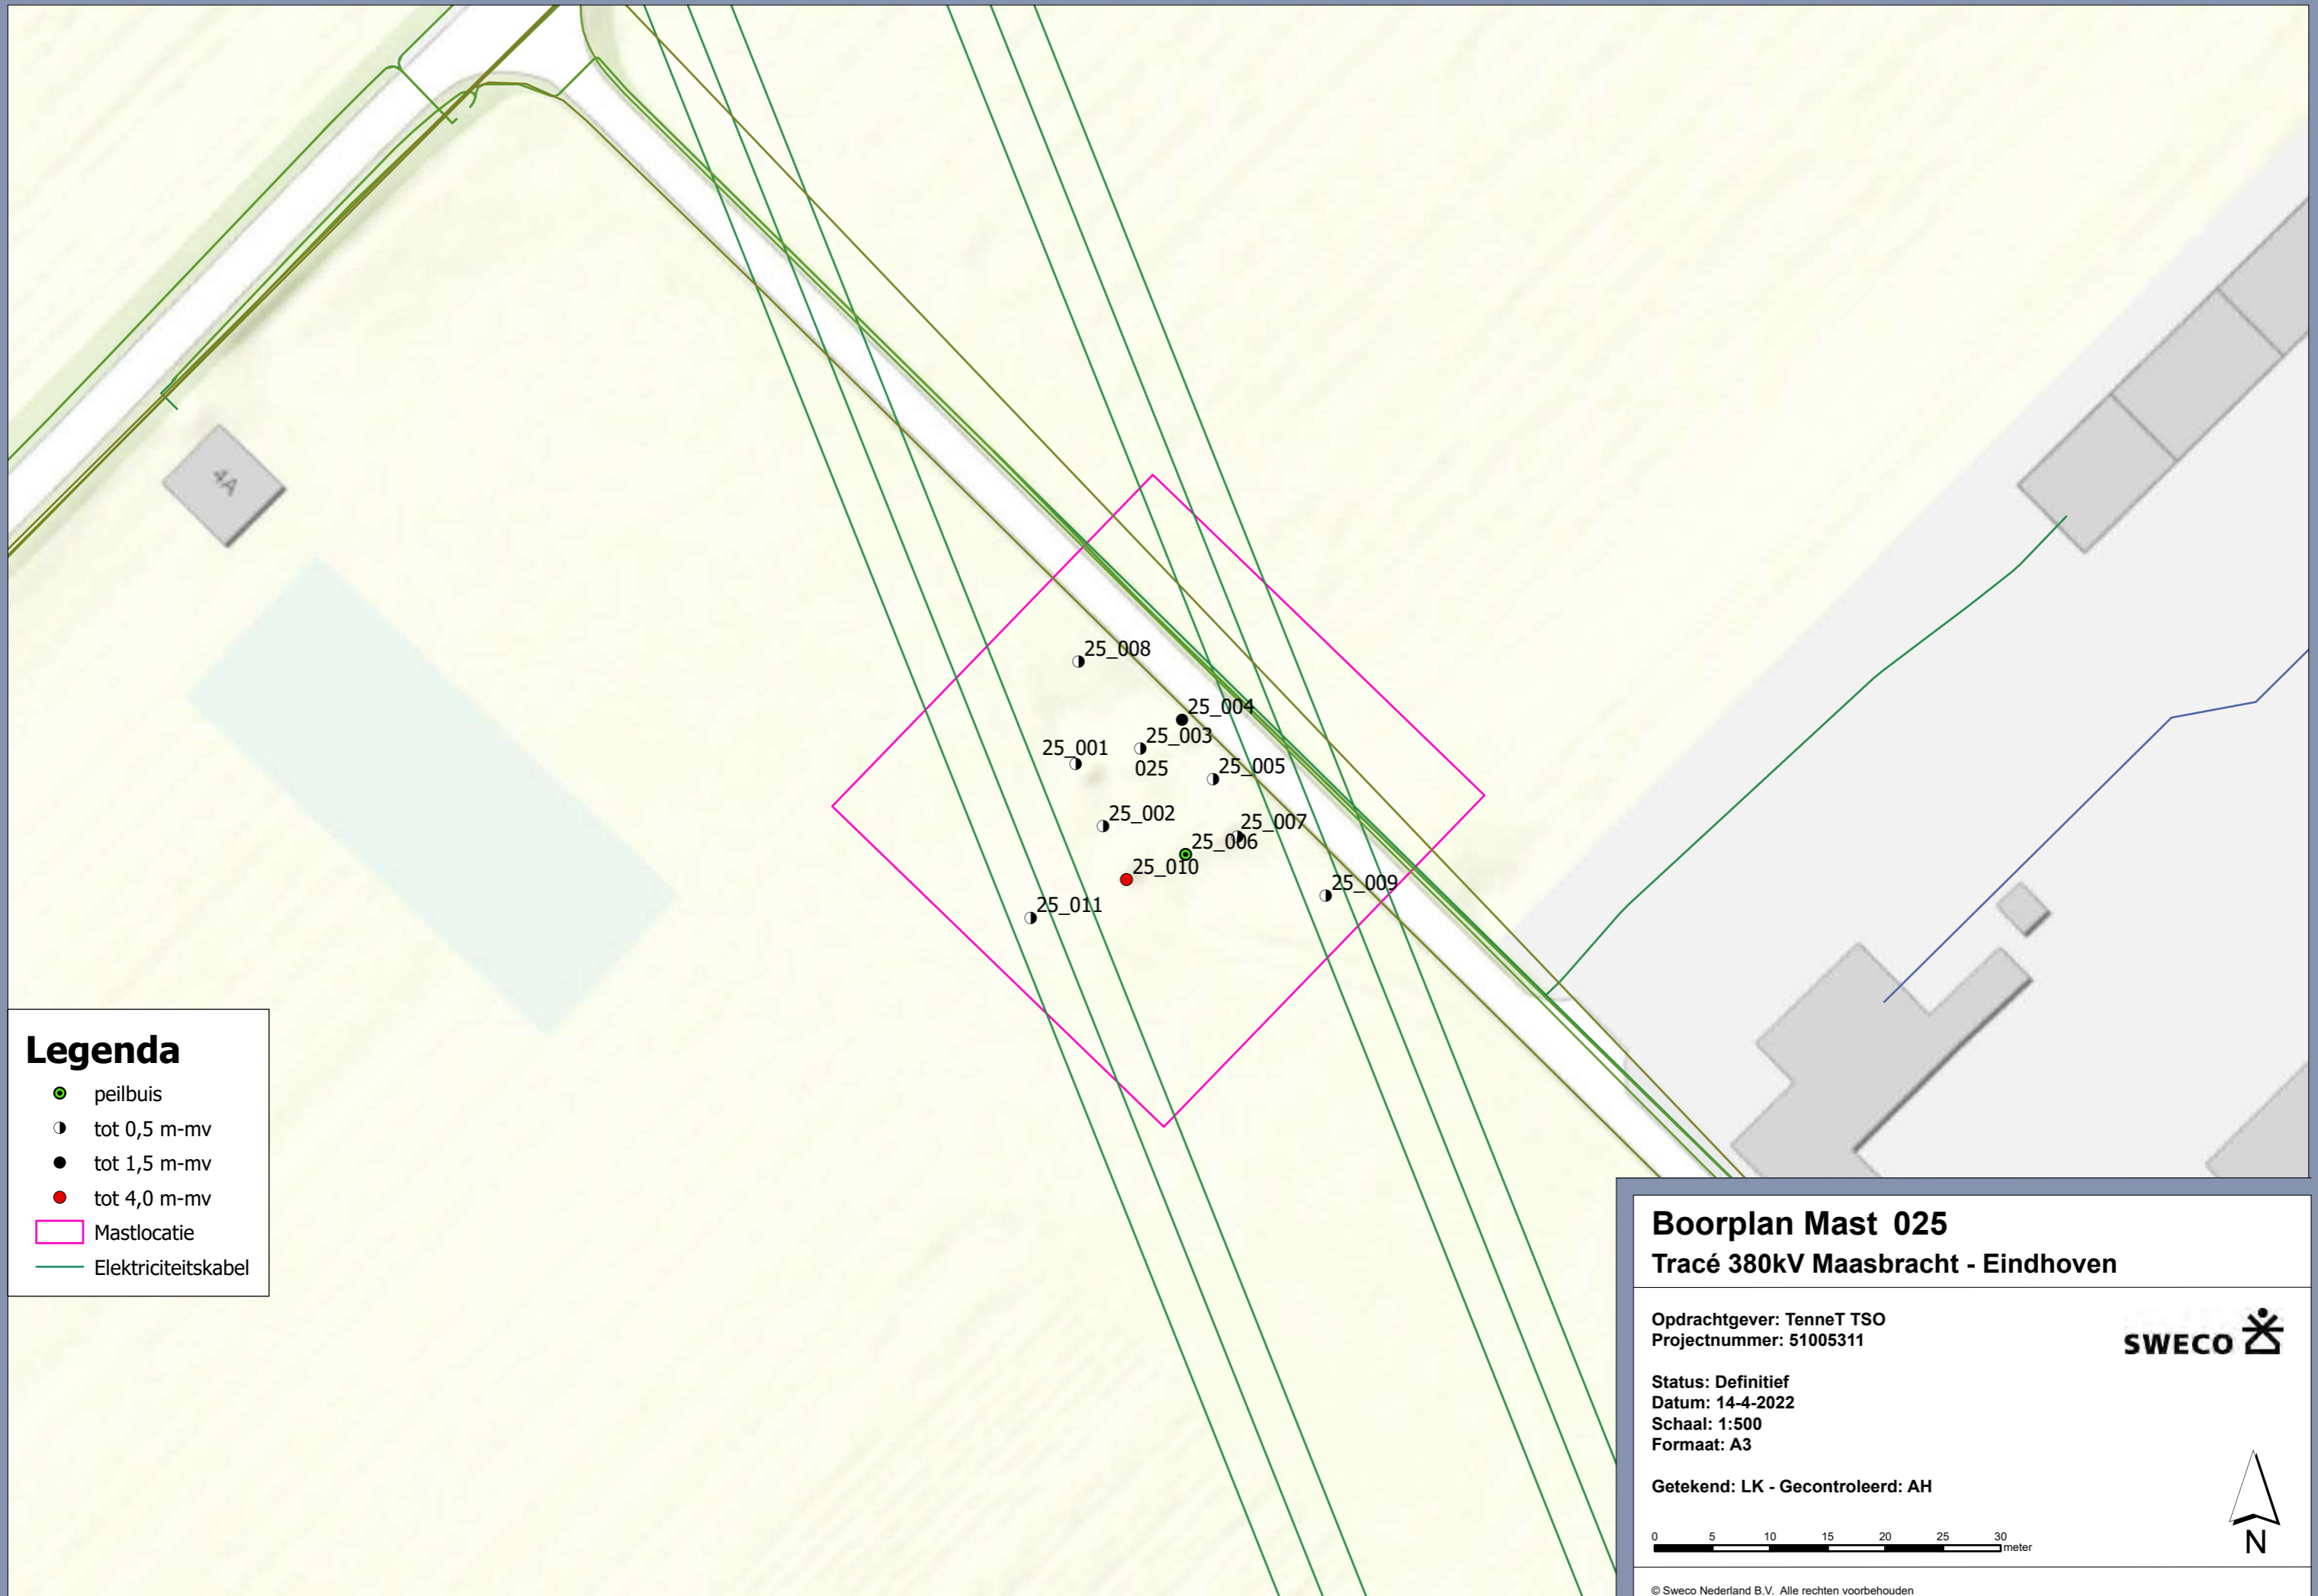 4A
25_008
25_004
25_003
25_001
025
25_005
25_002
25_007
25_006
25_010
25_009
25_011
Legenda
peilbuis
tot 0,5 m-mv
tot 1,5 m-mv
tot 4,0 m-mv
Mastlocatie
Elektriciteitskabel
Boorplan Mast 025
Tracé 380kV Maasbracht - Eindhoven
Opdrachtgever: TenneT TSO
Projectnummer: 51005311
SWECO
Status: Definitief
Datum: 14-4-2022
Schaal: 1:500
Formaat: A3
Getekend: LK - Gecontroleerd: AH
0 5 10 15 20 25 30
meter
N
© Sweco Nederland B.V. Alle rechten voorbehouden